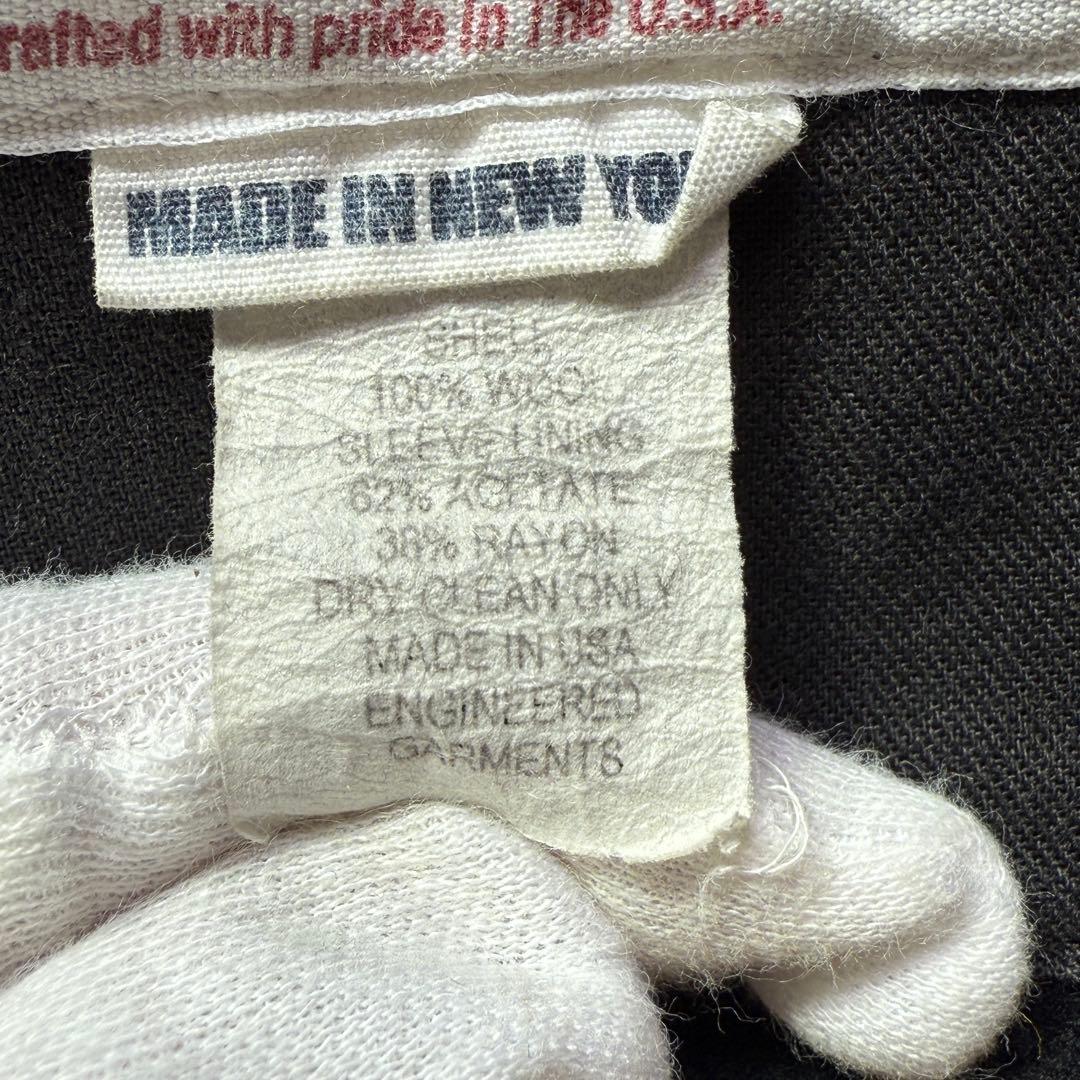 rafted with pride in the U.S.A.
MADE IN NEW YO
SHELL
100% WOOL
SLEEVE LINING
62% ACETATE
38% RAYON
DRY CLEAN ONLY
MADE IN USA
ENGINEERED
GARMENTS